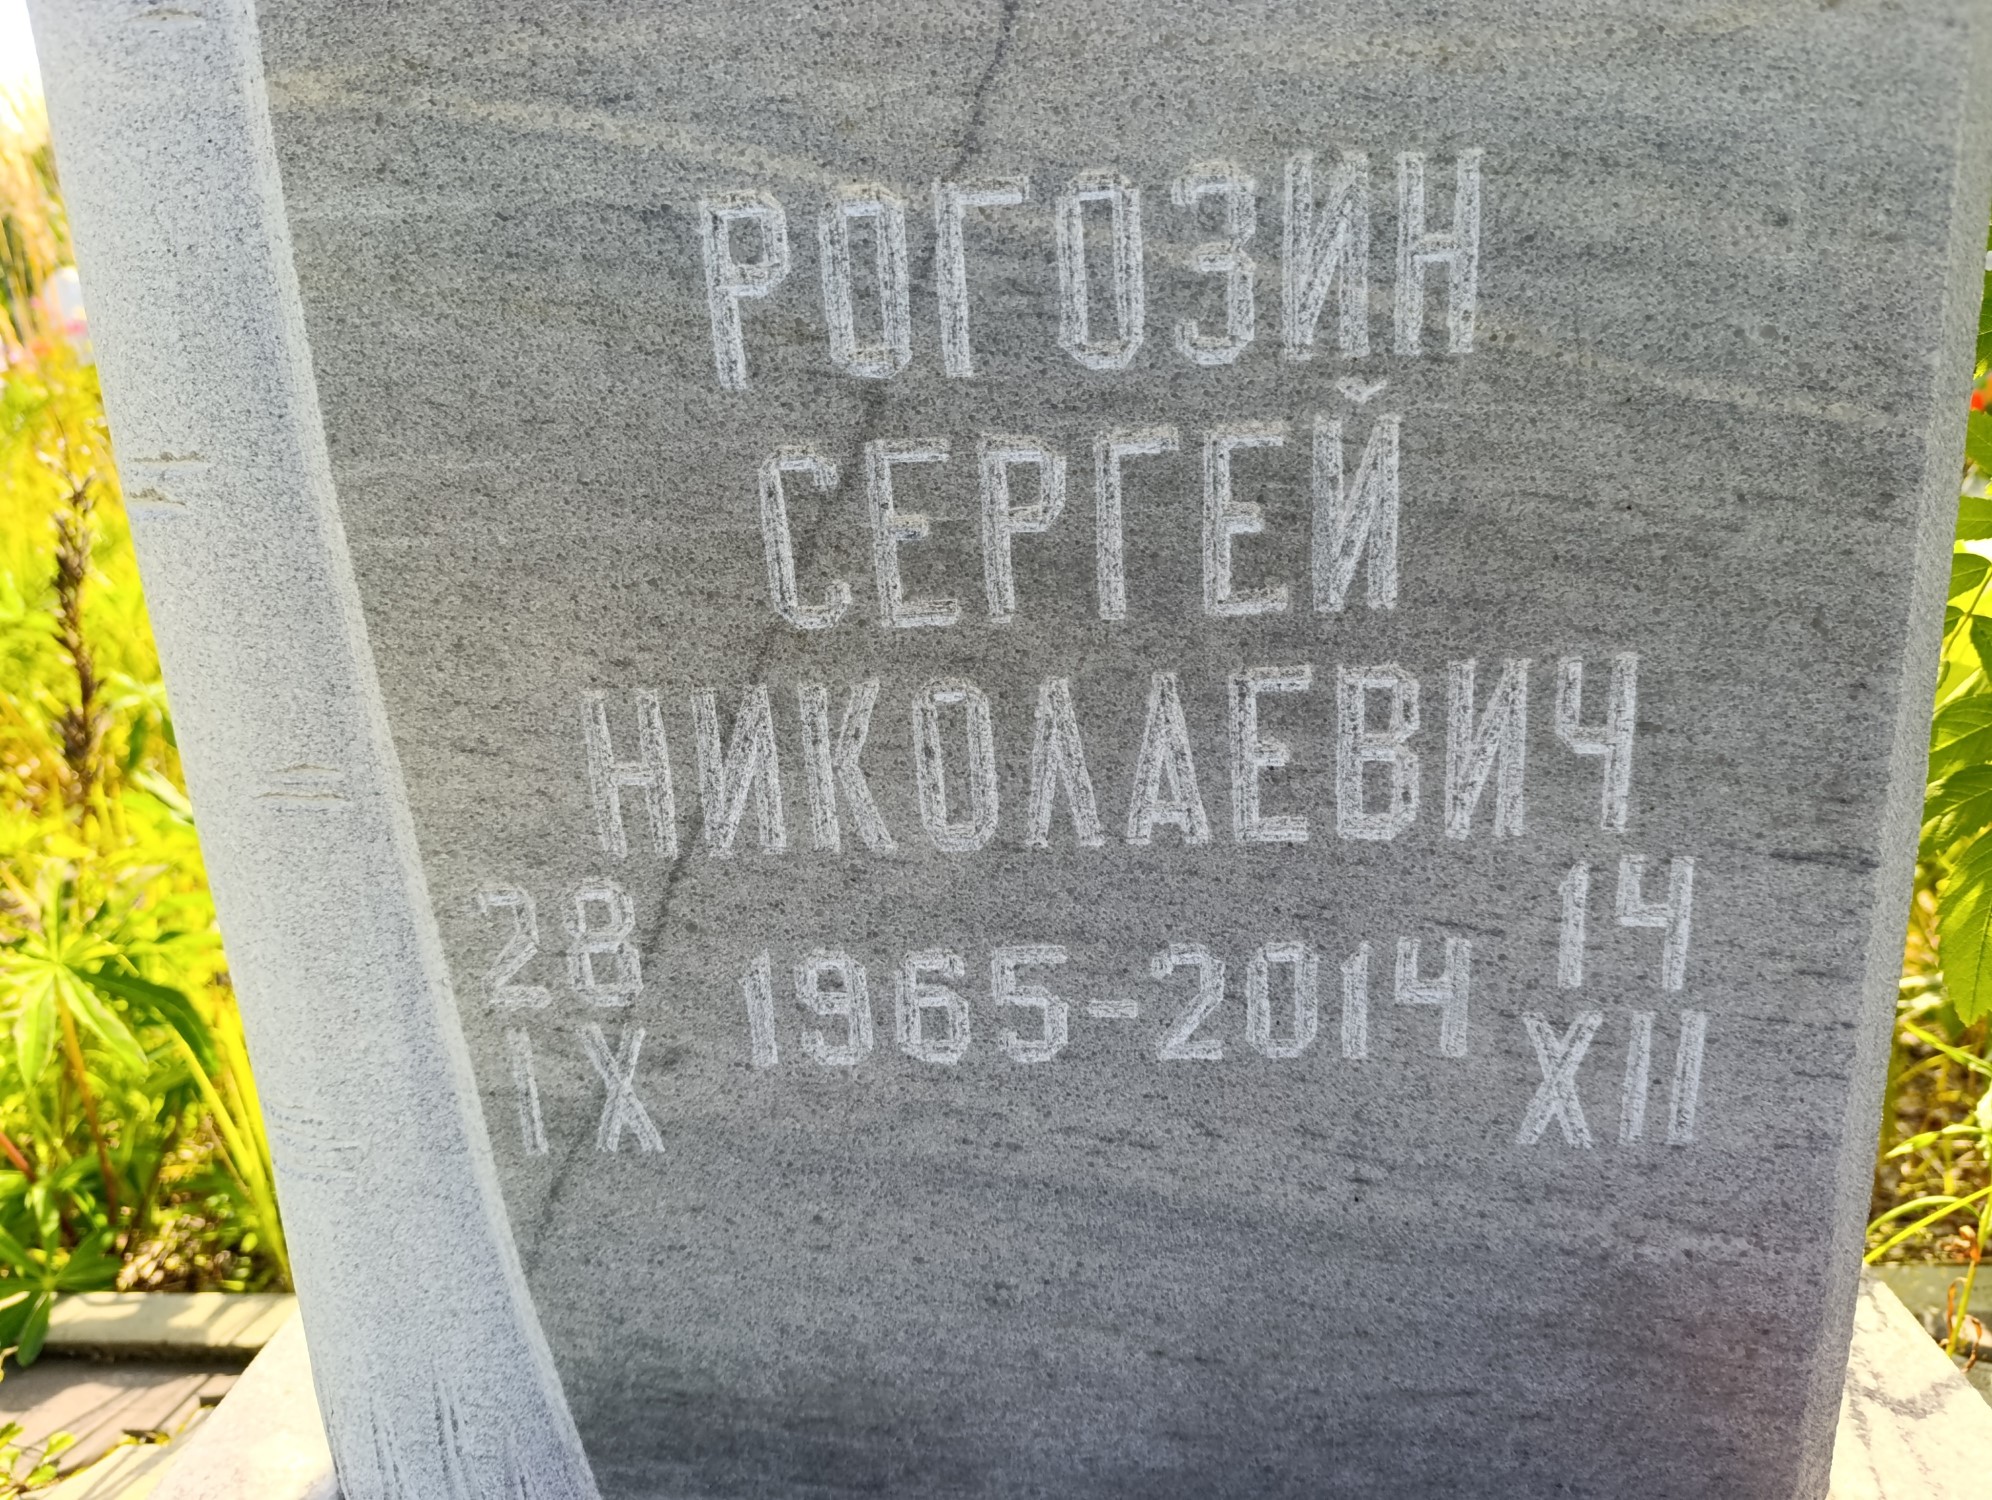 РОГОЗИН
СЕРГЕЙ
НИКОЛАЕВИЧ
28 1965-2014 14
IX XII